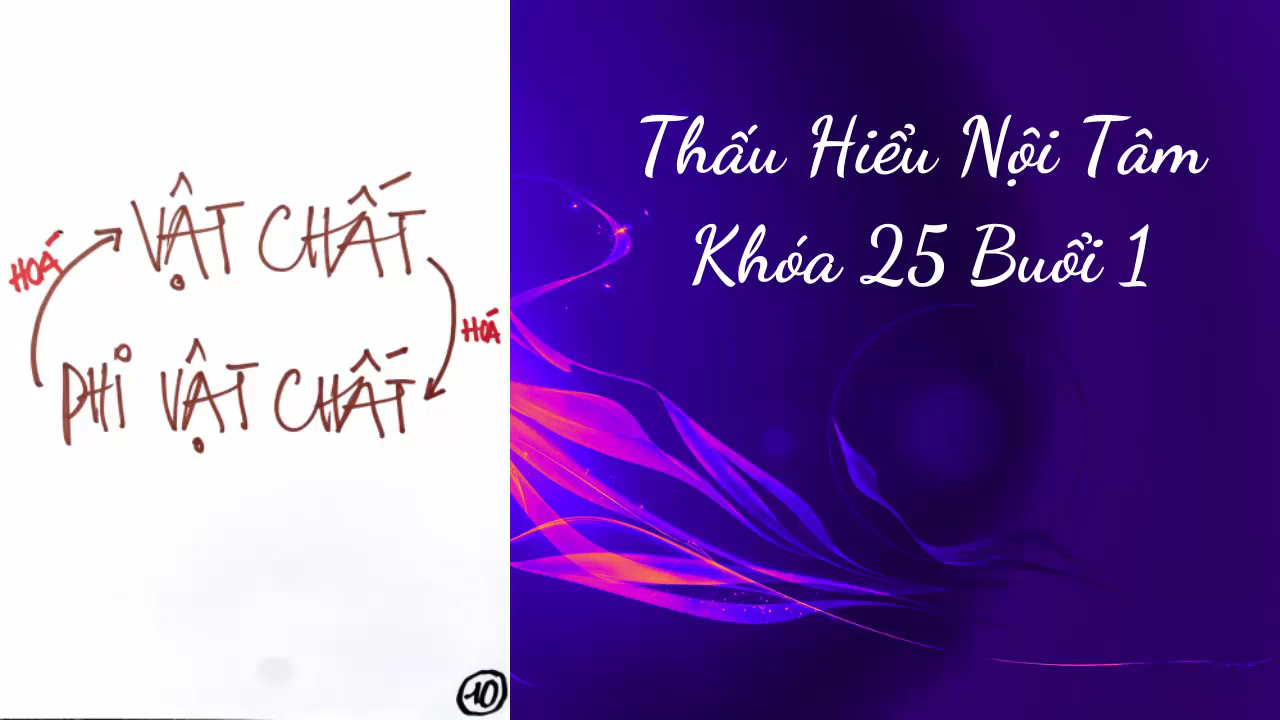 VẬT CHẤT
HOÁ
HOÁ
PHI VẬT CHẤT
10
Thấu Hiểu Nội Tâm
Khóa 25 Buổi 1